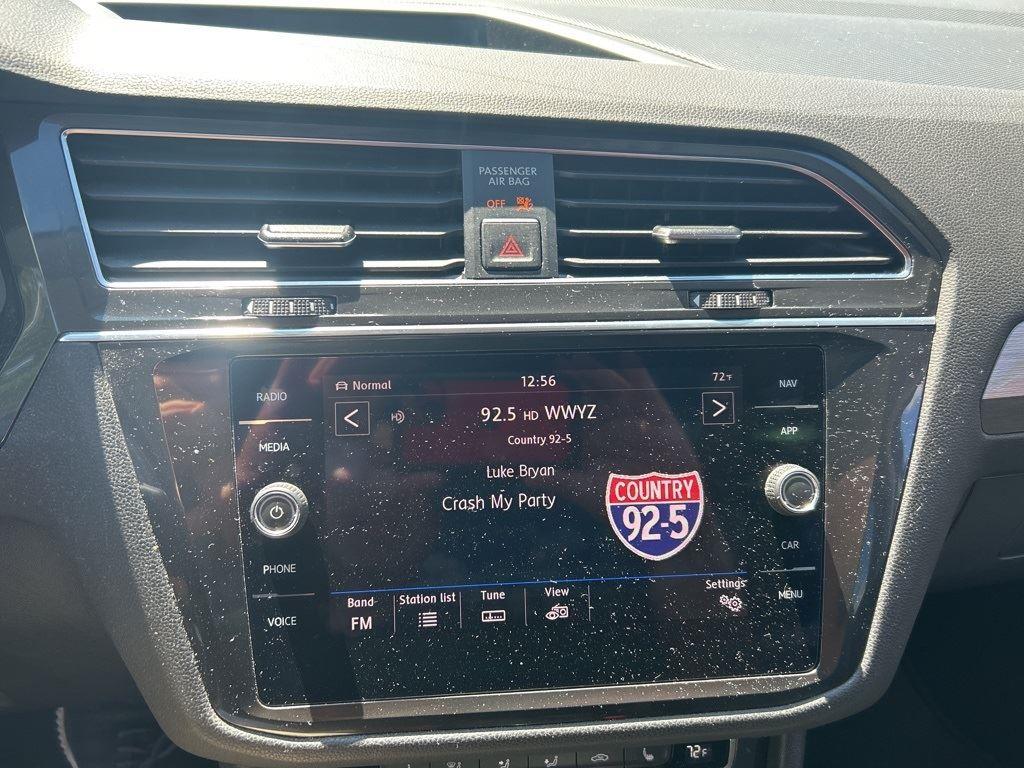 PASSENGER
AIR BAG
OFF
RADIO
MEDIA
PHONE
VOICE
Normal
12:56
72°F
92.5 HD WWYZ
Country 92-5
Luke Bryan
Crash My Party
COUNTRY
92-5
Band
FM
Station list
Tune
View
Settings
NAV
APP
CAR
MENU
72°F